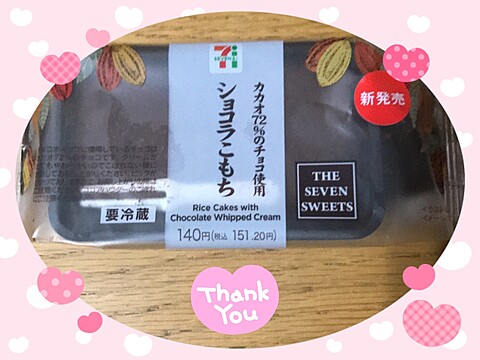 7i
SEVEN & i
新発売
カカオ72%のチョコ使用
ショコラこもち
Rice Cakes with
Chocolate Whipped Cream
140円(税込 151.20円)
要冷蔵
THE
SEVEN
SWEETS
Thank
You